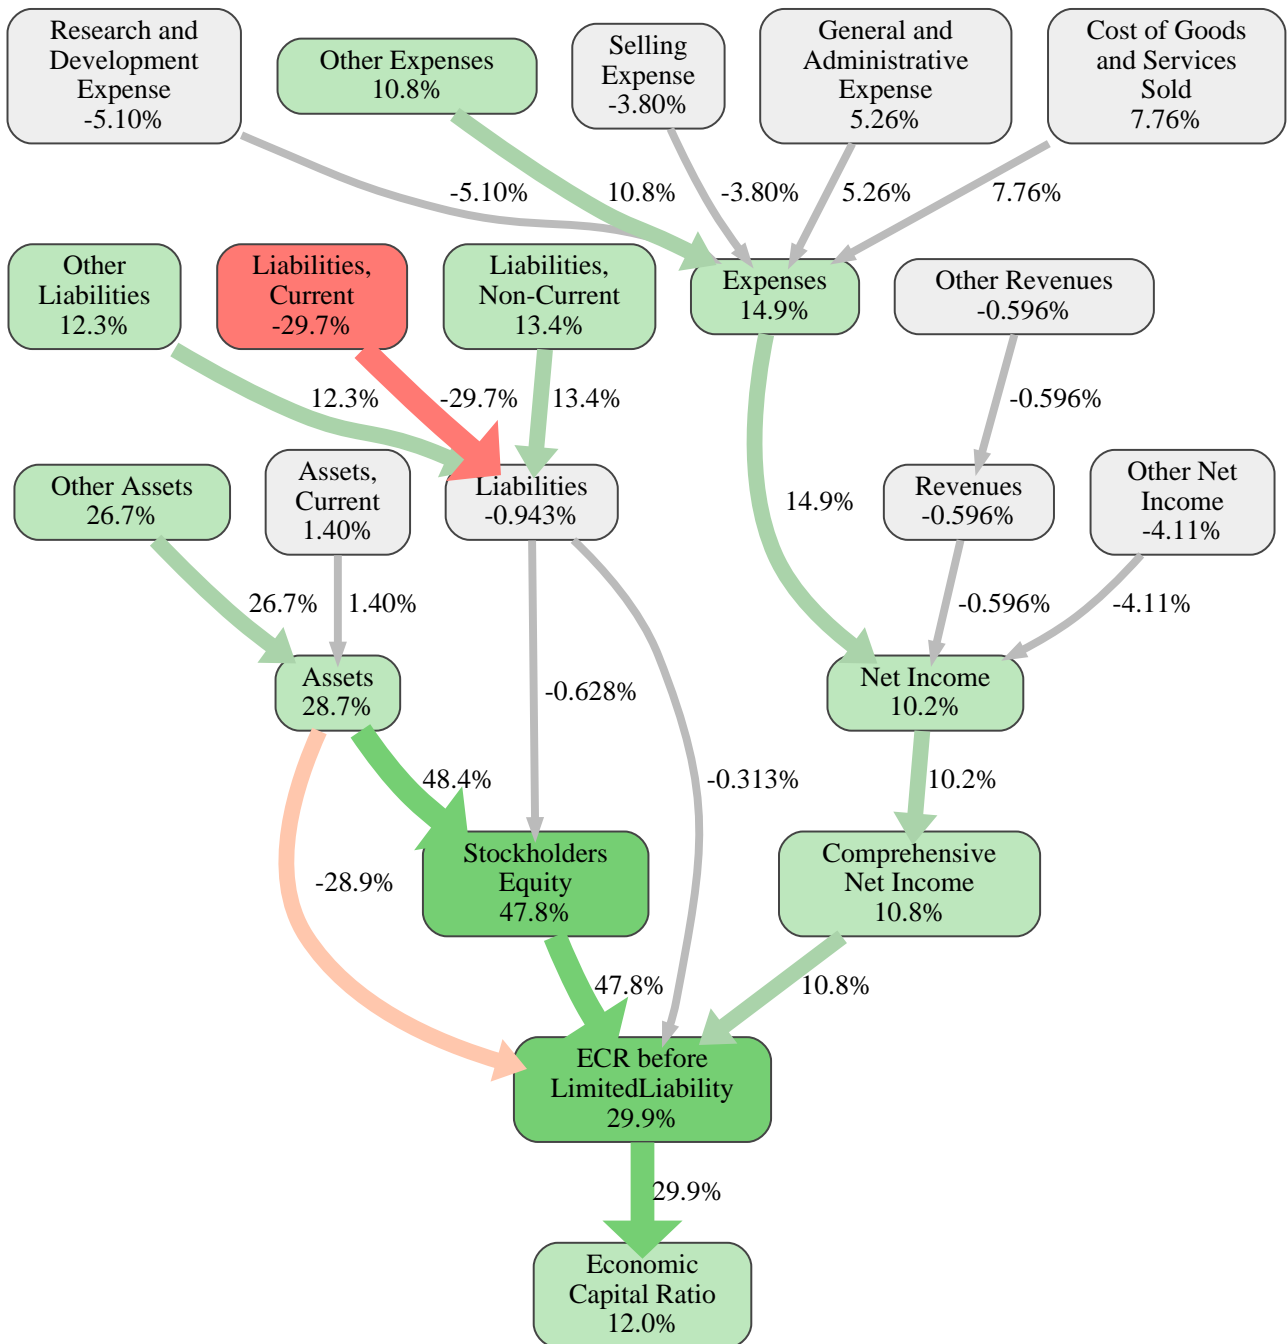 Research and
Development
Expense
-5.10%
Other Expenses
10.8%
Selling
Expense
-3.80%
General and
Administrative
Expense
5.26%
Cost of Goods
and Services
Sold
7.76%
-5.10%
10.8%
-3.80%
5.26%
7.76%
Other
Liabilities
12.3%
Liabilities,
Current
-29.7%
Liabilities,
Non-Current
13.4%
Expenses
14.9%
Other Revenues
-0.596%
12.3%
-29.7%
13.4%
-0.596%
Other Assets
26.7%
Assets,
Current
1.40%
Liabilities
-0.943%
14.9%
Revenues
-0.596%
Other Net
Income
-4.11%
26.7%
1.40%
-0.596%
-4.11%
Assets
28.7%
-0.628%
Net Income
10.2%
48.4%
-0.313%
10.2%
-28.9%
Stockholders
Equity
47.8%
Comprehensive
Net Income
10.8%
47.8%
10.8%
ECR before
LimitedLiability
29.9%
29.9%
Economic
Capital Ratio
12.0%